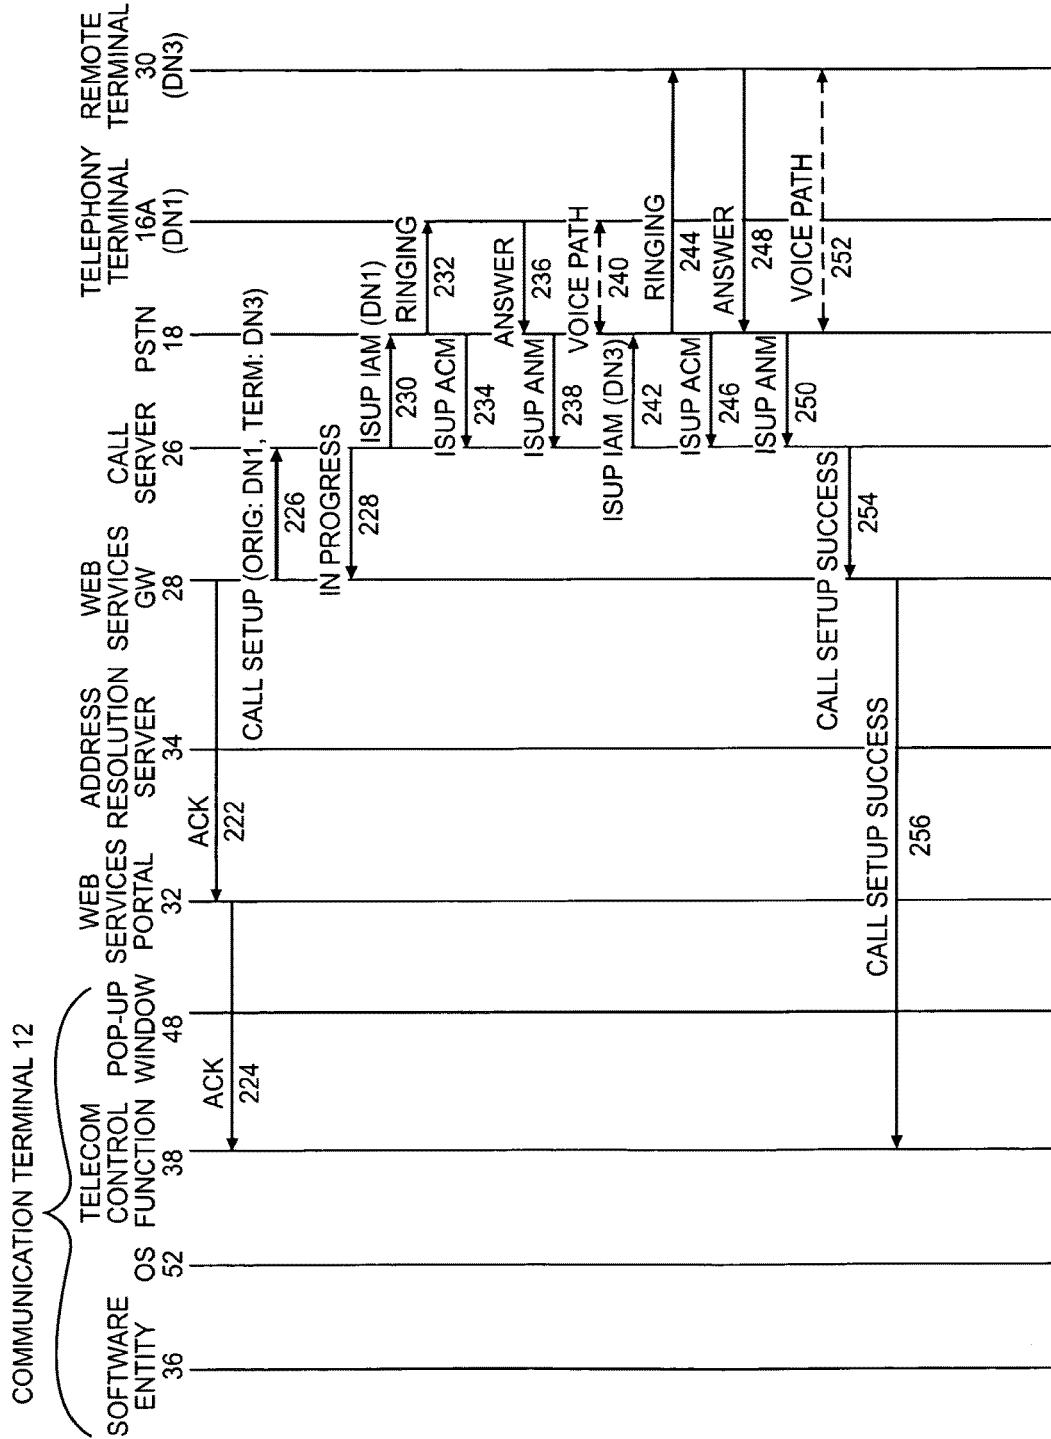 COMMUNICATION TERMINAL 12
SOFTWARE
ENTITY
36
OS
52
TELECOM
CONTROL
FUNCTION
38
POP-UP
WINDOW
48
WEB
SERVICES
PORTAL
32
ADDRESS
RESOLUTION
SERVER
34
WEB
SERVICES
GW
28
CALL
SERVER
26
PSTN
18
TELEPHONY
TERMINAL
16A
(DN1)
REMOTE
TERMINAL
30
(DN3)
ACK
222
ACK
224
CALL SETUP (ORIG: DN1, TERM: DN3)
226
IN PROGRESS
228
ISUP IAM (DN1)
230
RINGING
232
ISUP ACM
234
ANSWER
236
ISUP ANM
238
VOICE PATH
240
ISUP IAM (DN3)
242
RINGING
244
ISUP ACM
246
ANSWER
248
ISUP ANM
250
VOICE PATH
252
CALL SETUP SUCCESS
254
CALL SETUP SUCCESS
256